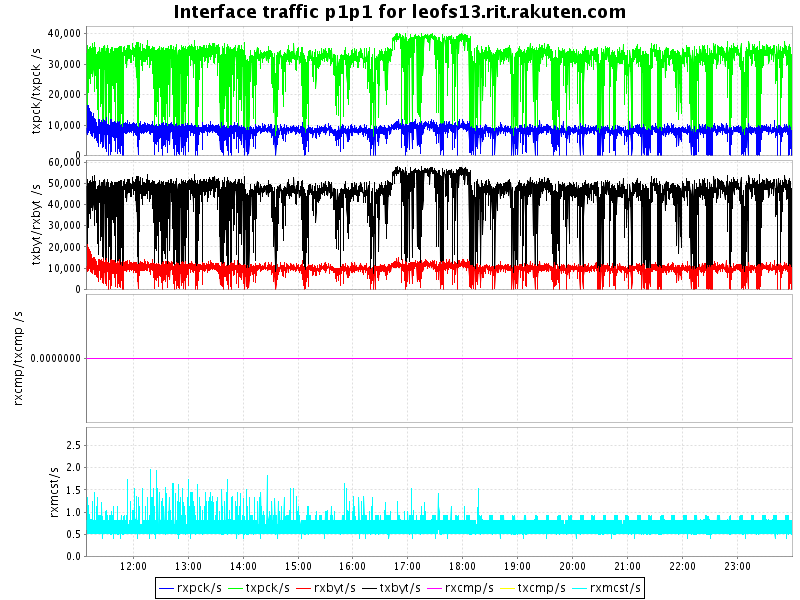 Interface traffic p1p1 for leofs13.rit.rakuten.com
txpck/txpck /s
40,000
30,000
20,000
10,000
0
txbyt/rxbyt /s
60,000
50,000
40,000
30,000
20,000
10,000
0
rxcmp/txcmp /s
0.0000000
rxmcst/s
2.5
2.0
1.5
1.0
0.5
0.0
12:00 13:00 14:00 15:00 16:00 17:00 18:00 19:00 20:00 21:00 22:00 23:00
rxpck/s txpck/s rxbyt/s txbyt/s rxcmp/s txcmp/s rxmcst/s